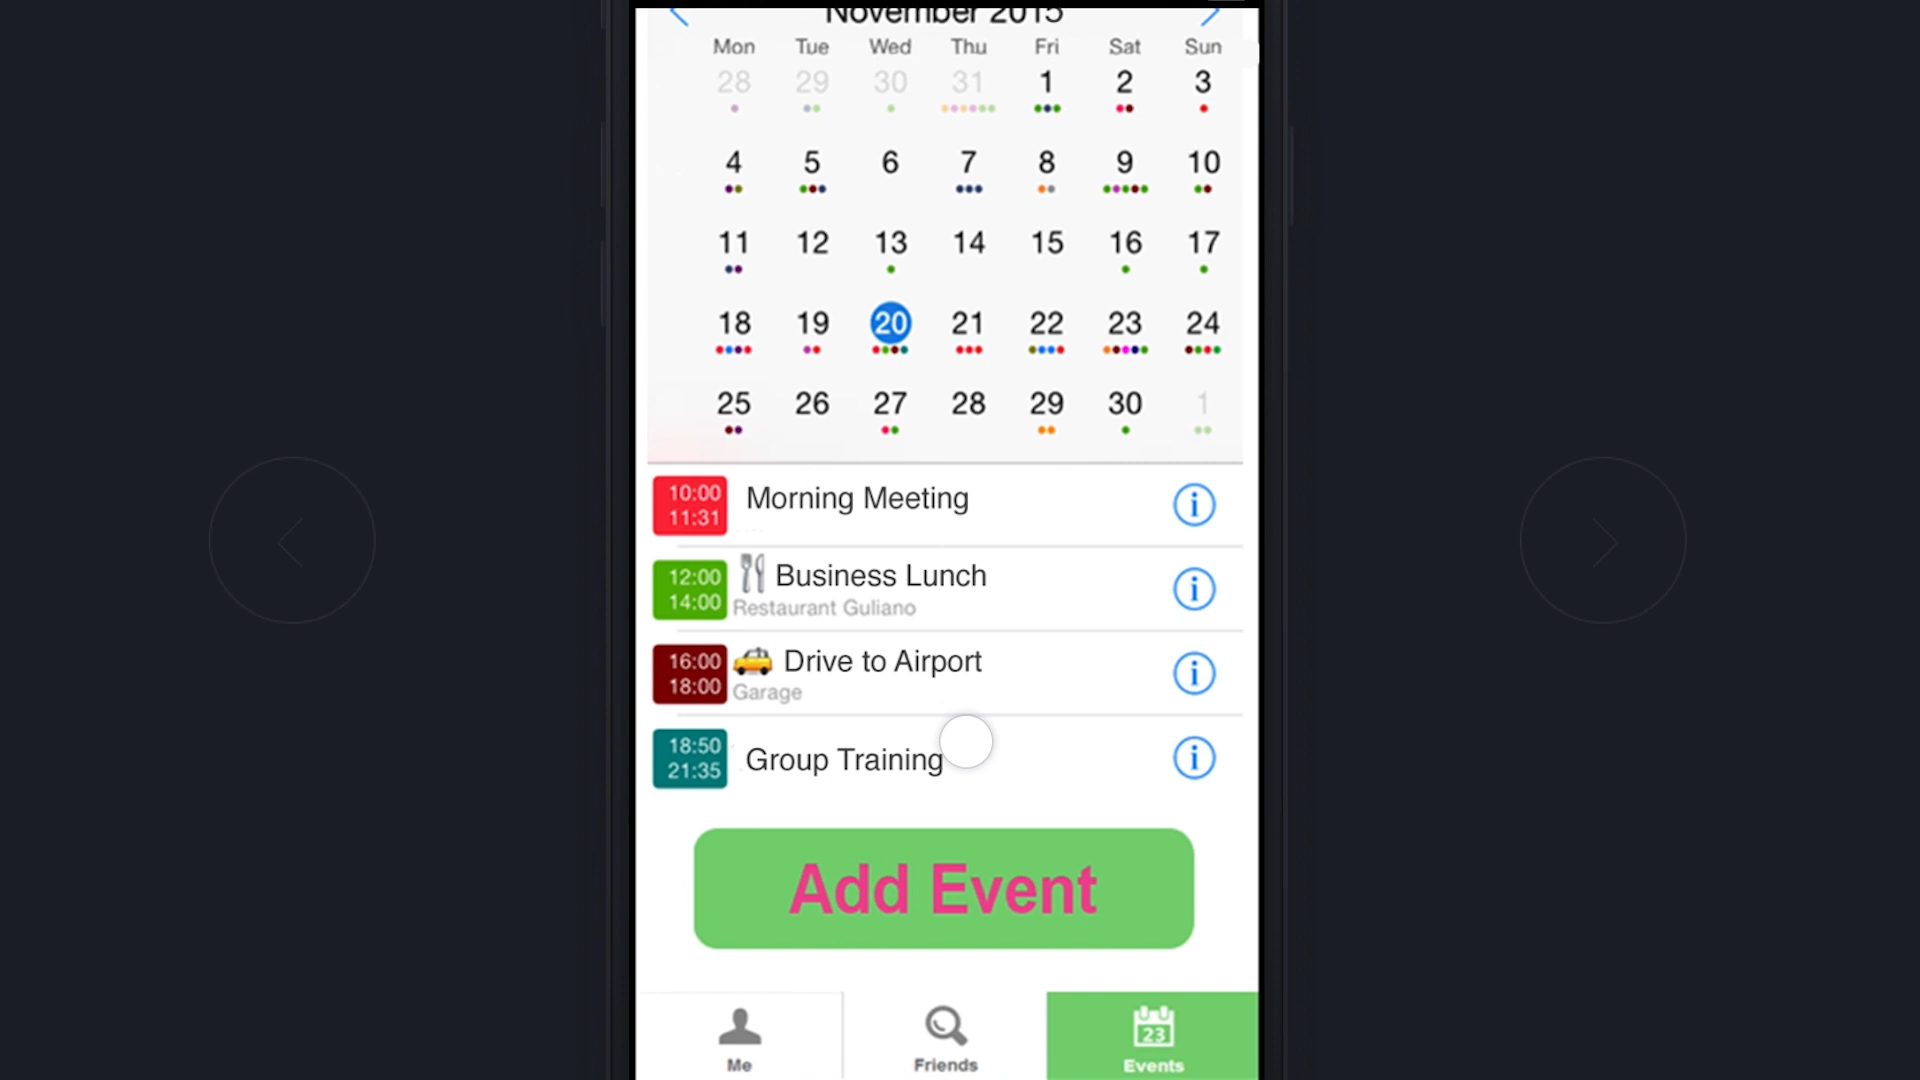 November 2015
Mon Tue Wed Thu Fri Sat Sun
28 29 30 31 1 2 3
4 5 6 7 8 9 10
11 12 13 14 15 16 17
18 19 20 21 22 23 24
25 26 27 28 29 30 1
10:00 Morning Meeting
11:31
12:00 Business Lunch
14:00 Restaurant Guliano
16:00 Drive to Airport
18:00 Garage
18:50 Group Training
21:35
Add Event
23
Me Friends Events